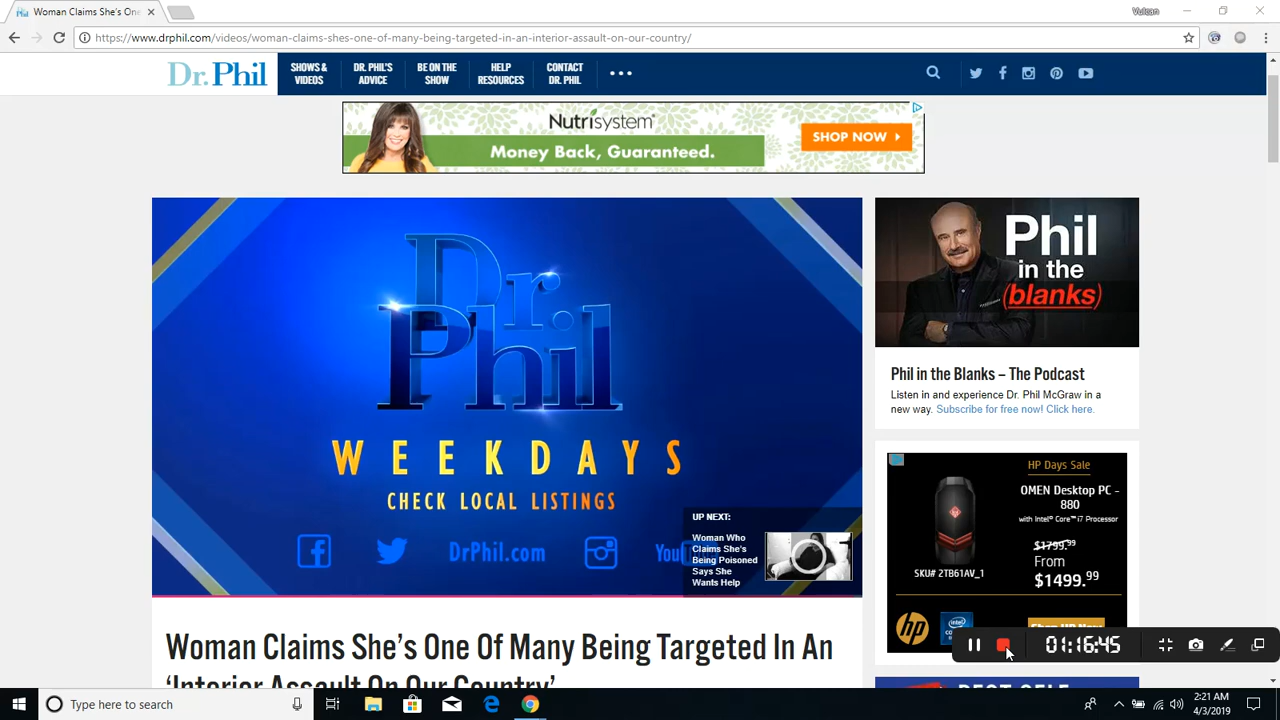 Woman Claims She's One
Vulcan
https://www.drphil.com/videos/woman-claims-shes-one-of-many-being-targeted-in-an-interior-assault-on-our-country/
Dr. Phil
SHOWS &
VIDEOS
DR. PHIL'S
ADVICE
BE ON THE
SHOW
HELP
RESOURCES
CONTACT
DR. PHIL
Nutrisystem®
Money Back, Guaranteed.
SHOP NOW
Dr.
Phil
WEEKDAYS
CHECK LOCAL LISTINGS
DrPhil.com
UP NEXT:
Woman Who
Claims She's
Being Poisoned
Says She
Wants Help
Phil
in the
(blanks)
Phil in the Blanks – The Podcast
Listen in and experience Dr. Phil McGraw in a
new way. Subscribe for free now! Click here.
HP Days Sale
OMEN Desktop PC -
880
with Intel® Core™ i7 Processor
$1799.99
From
$1499.99
SKU# 2TB61AV_1
hp
Woman Claims She's One Of Many Being Targeted In An
'Interior Assault On Our Country'
01:16:45
Type here to search
2:21 AM
4/3/2019